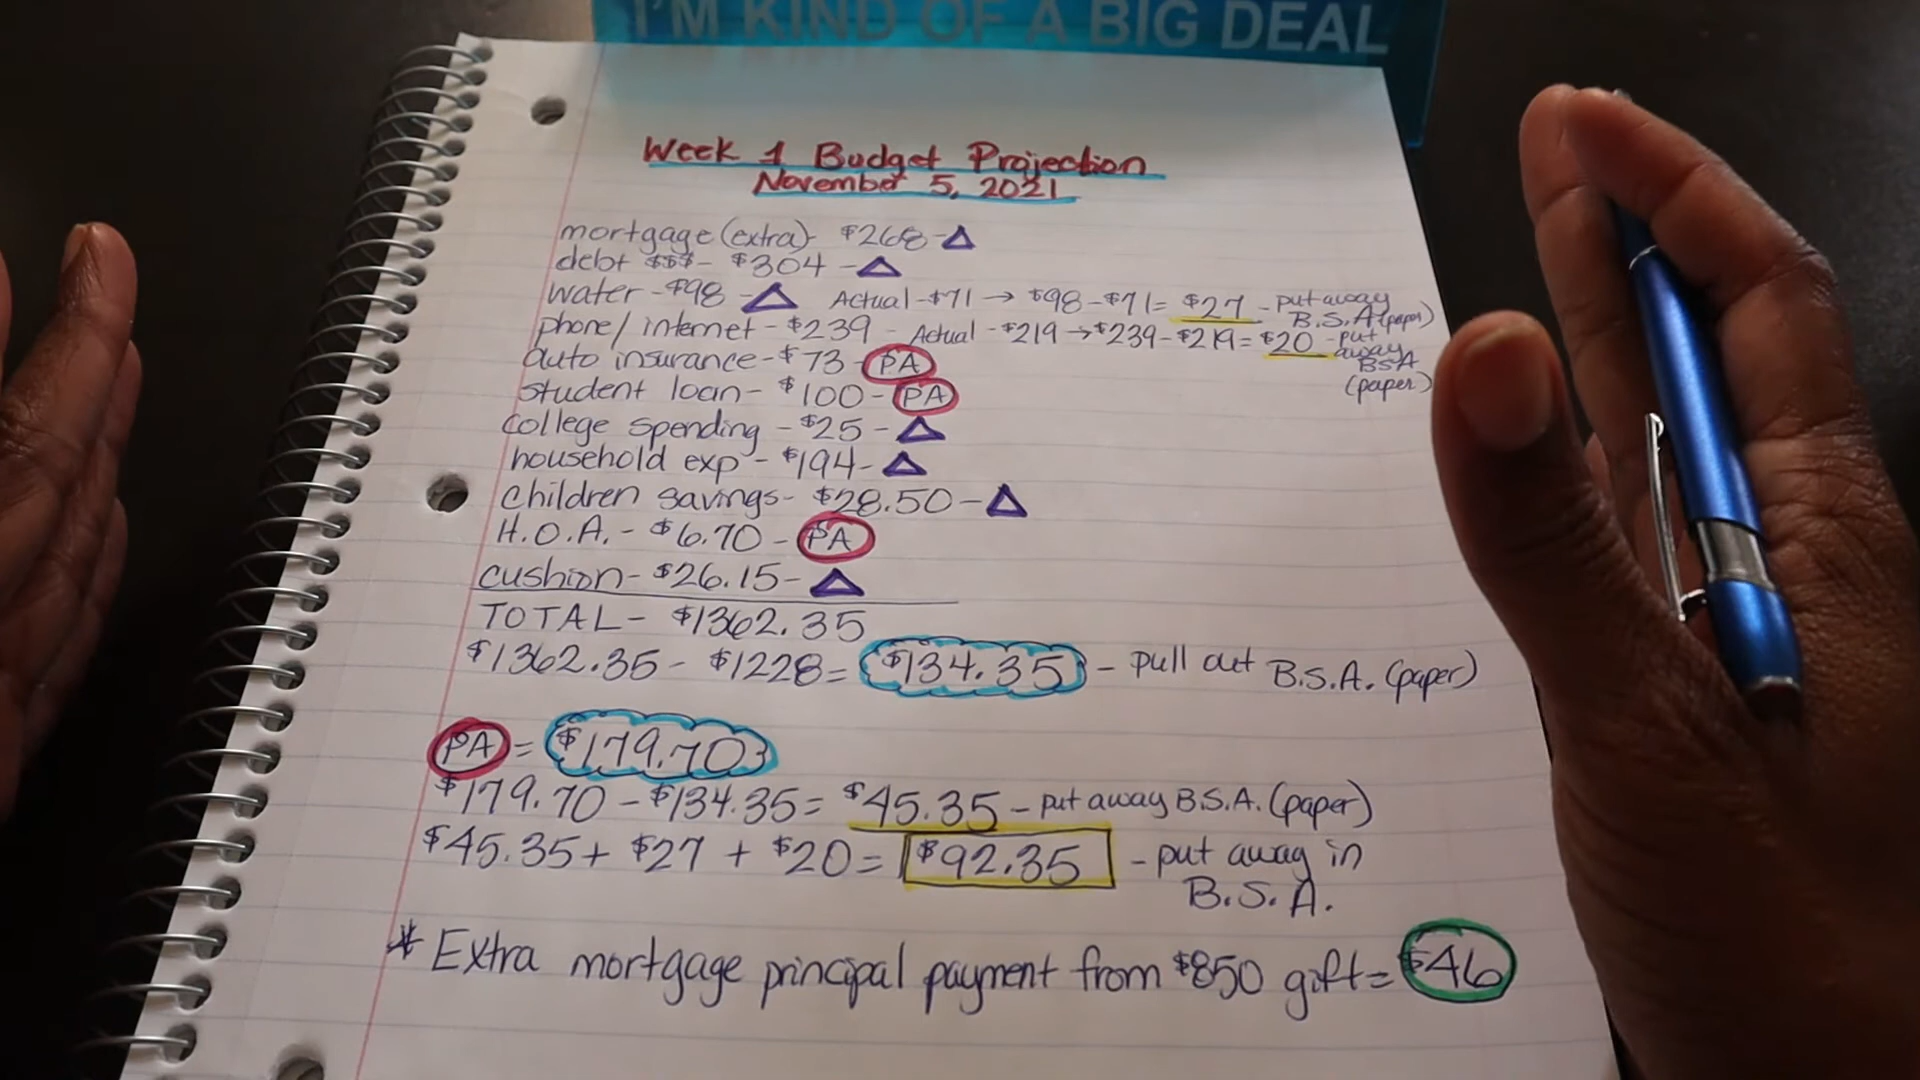 I'M KIND OF A BIG DEAL
Week 1 Budget Projection
November 5, 2021
mortgage (extra)- $268-△
debt $$$- $304 -△
water-$98 -△ Actual-$71 → $98-$71= $27 -put away B.S.A (paper)
phone/internet-$239 - Actual -$219 →$239-$219= $20 -put away BSA (paper)
auto insurance-$73-PA
student loan- $100-PA
college spending -$25-△
household exp- $194-△
children savings- $28.50-△
H.O.A.- $6.70-PA
cushion- $26.15-△
TOTAL- $1362.35
$1362.35 - $1228= $134.35 - pull out B.S.A. (paper)
PA = $179.70
$179.70-$134.35= $45.35-put away B.S.A. (paper)
$45.35+ $27 + $20= $92.35 -put away in
B.S.A.
* Extra mortgage principal payment from $850 gift= $46